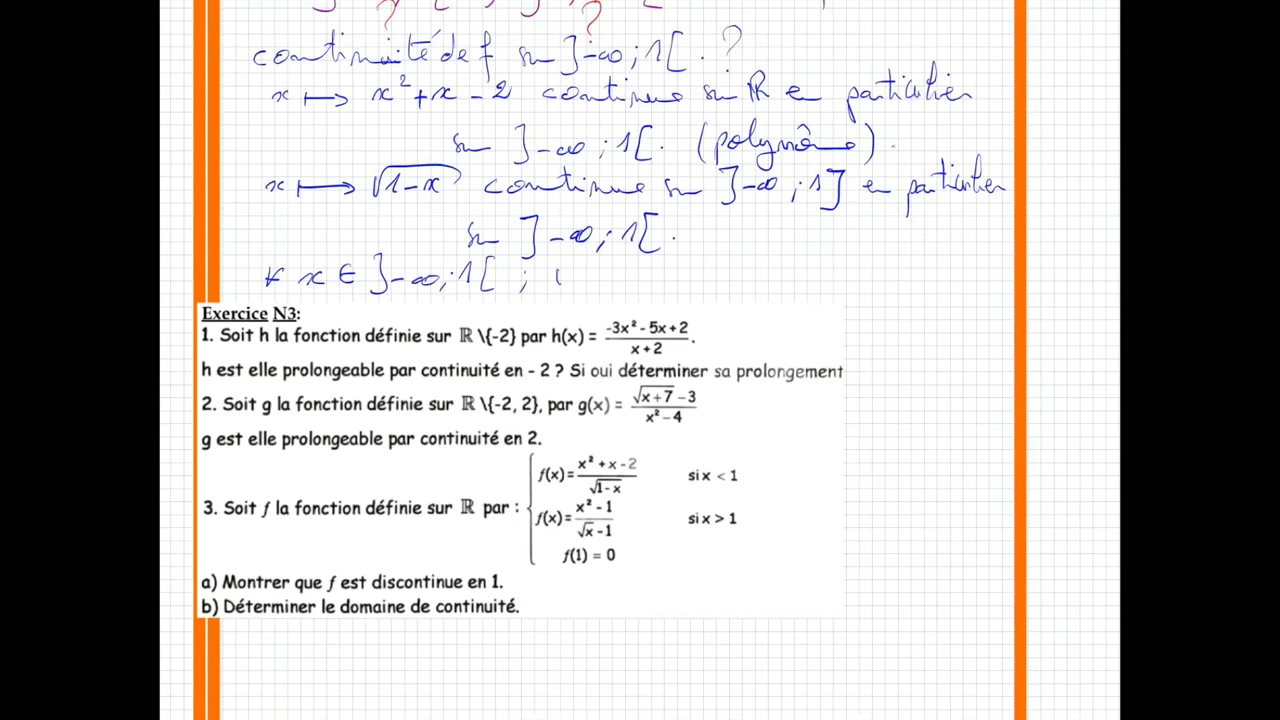 continuité de f sur ]-∞ ; 1[ . ?
x ⟼ x² + x - 2 continue sur ℝ en particulier
sur ]-∞ ; 1[. (polynôme).
x ⟼ √1-x continue sur ]-∞ ; 1] en particulier
sur ]-∞ ; 1[ .
∀ x ∈ ]-∞ ; 1[ ;
Exercice N3:
1. Soit h la fonction définie sur ℝ \{-2} par h(x) = (-3x² - 5x + 2)/(x + 2).
h est elle prolongeable par continuité en - 2 ? Si oui déterminer sa prolongement
2. Soit g la fonction définie sur ℝ \{-2, 2}, par g(x) = (√x+7 - 3)/(x² - 4)
g est elle prolongeable par continuité en 2.
f(x) = (x² + x - 2)/√1-x si x < 1
3. Soit f la fonction définie sur ℝ par : f(x) = (x² - 1)/(√x - 1) si x > 1
f(1) = 0
a) Montrer que f est discontinue en 1.
b) Déterminer le domaine de continuité.